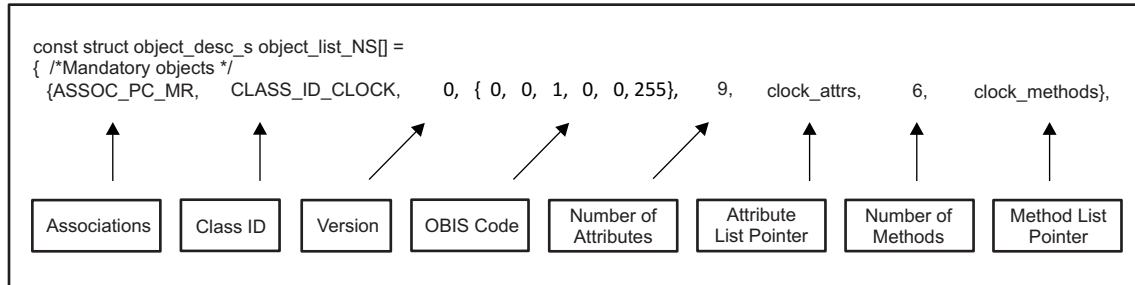 const struct object_desc_s object_list_NS[] =
{ /*Mandatory objects */
{ASSOC_PC_MR, CLASS_ID_CLOCK, 0, { 0, 0, 1, 0, 0, 255}, 9, clock_attrs, 6, clock_methods},
Associations
Class ID
Version
OBIS Code
Number of
Attributes
Attribute
List Pointer
Number of
Methods
Method List
Pointer